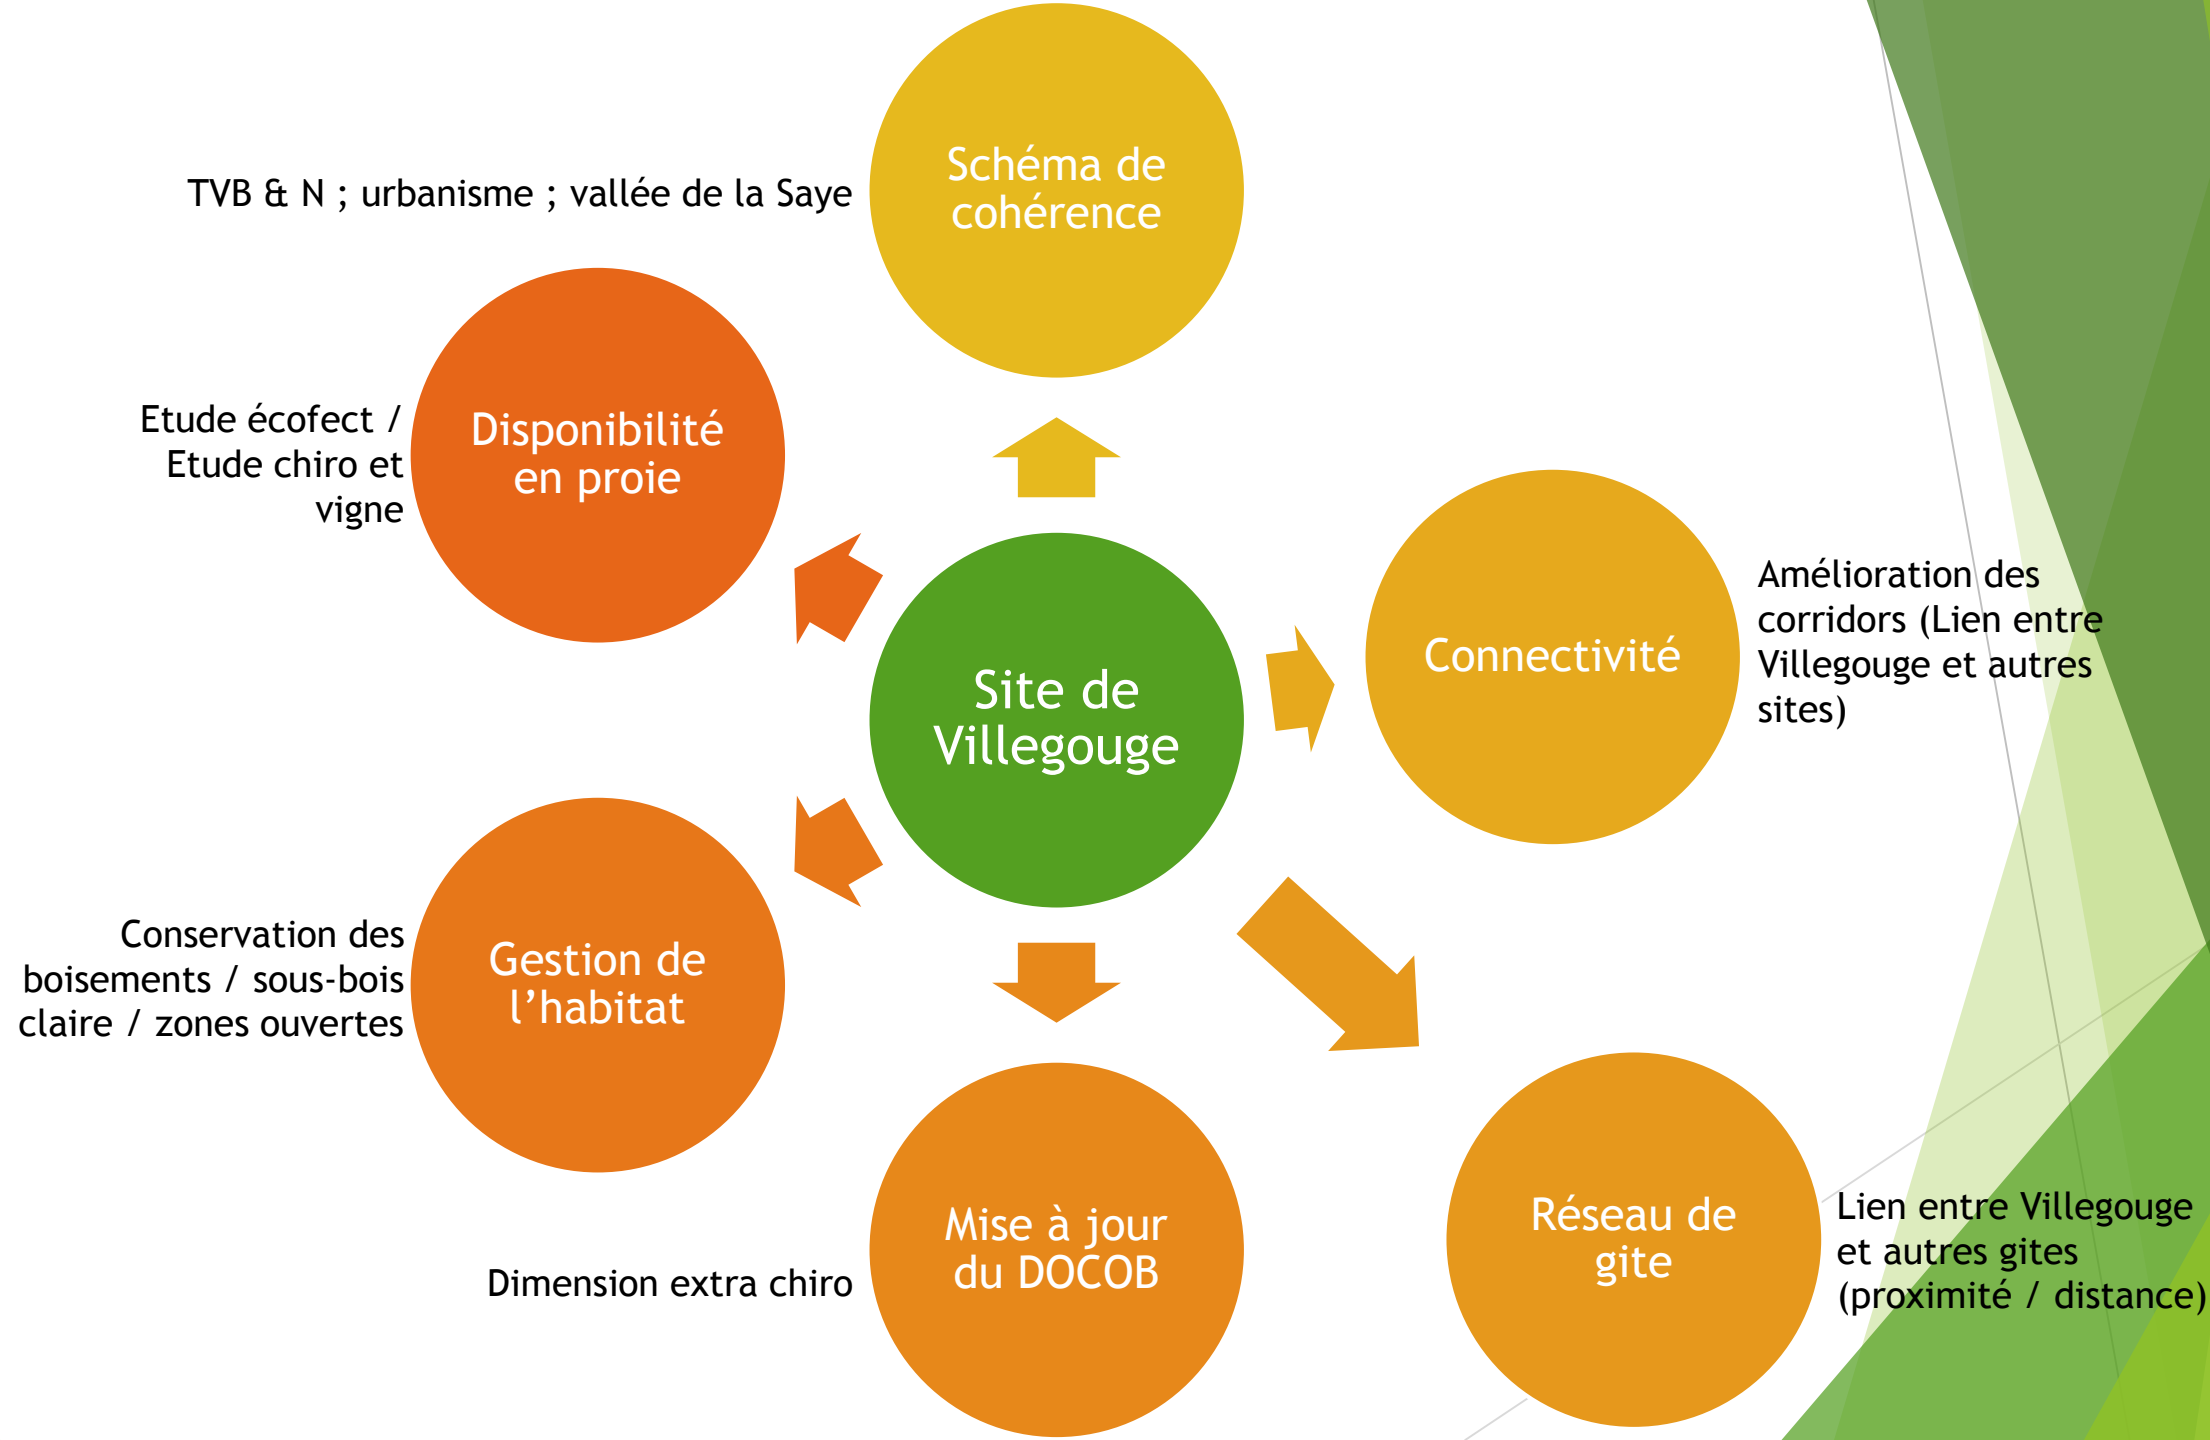 Schéma de
cohérence
TVB & N ; urbanisme ; vallée de la Saye
Disponibilité
en proie
Etude écofect /
Etude chiro et
vigne
Connectivité
Amélioration des
corridors (Lien entre
Villegouge et autres
sites)
Site de
Villegouge
Gestion de
l’habitat
Conservation des
boisements / sous-bois
claire / zones ouvertes
Mise à jour
du DOCOB
Dimension extra chiro
Réseau de
gite
Lien entre Villegouge
et autres gites
(proximité / distance)